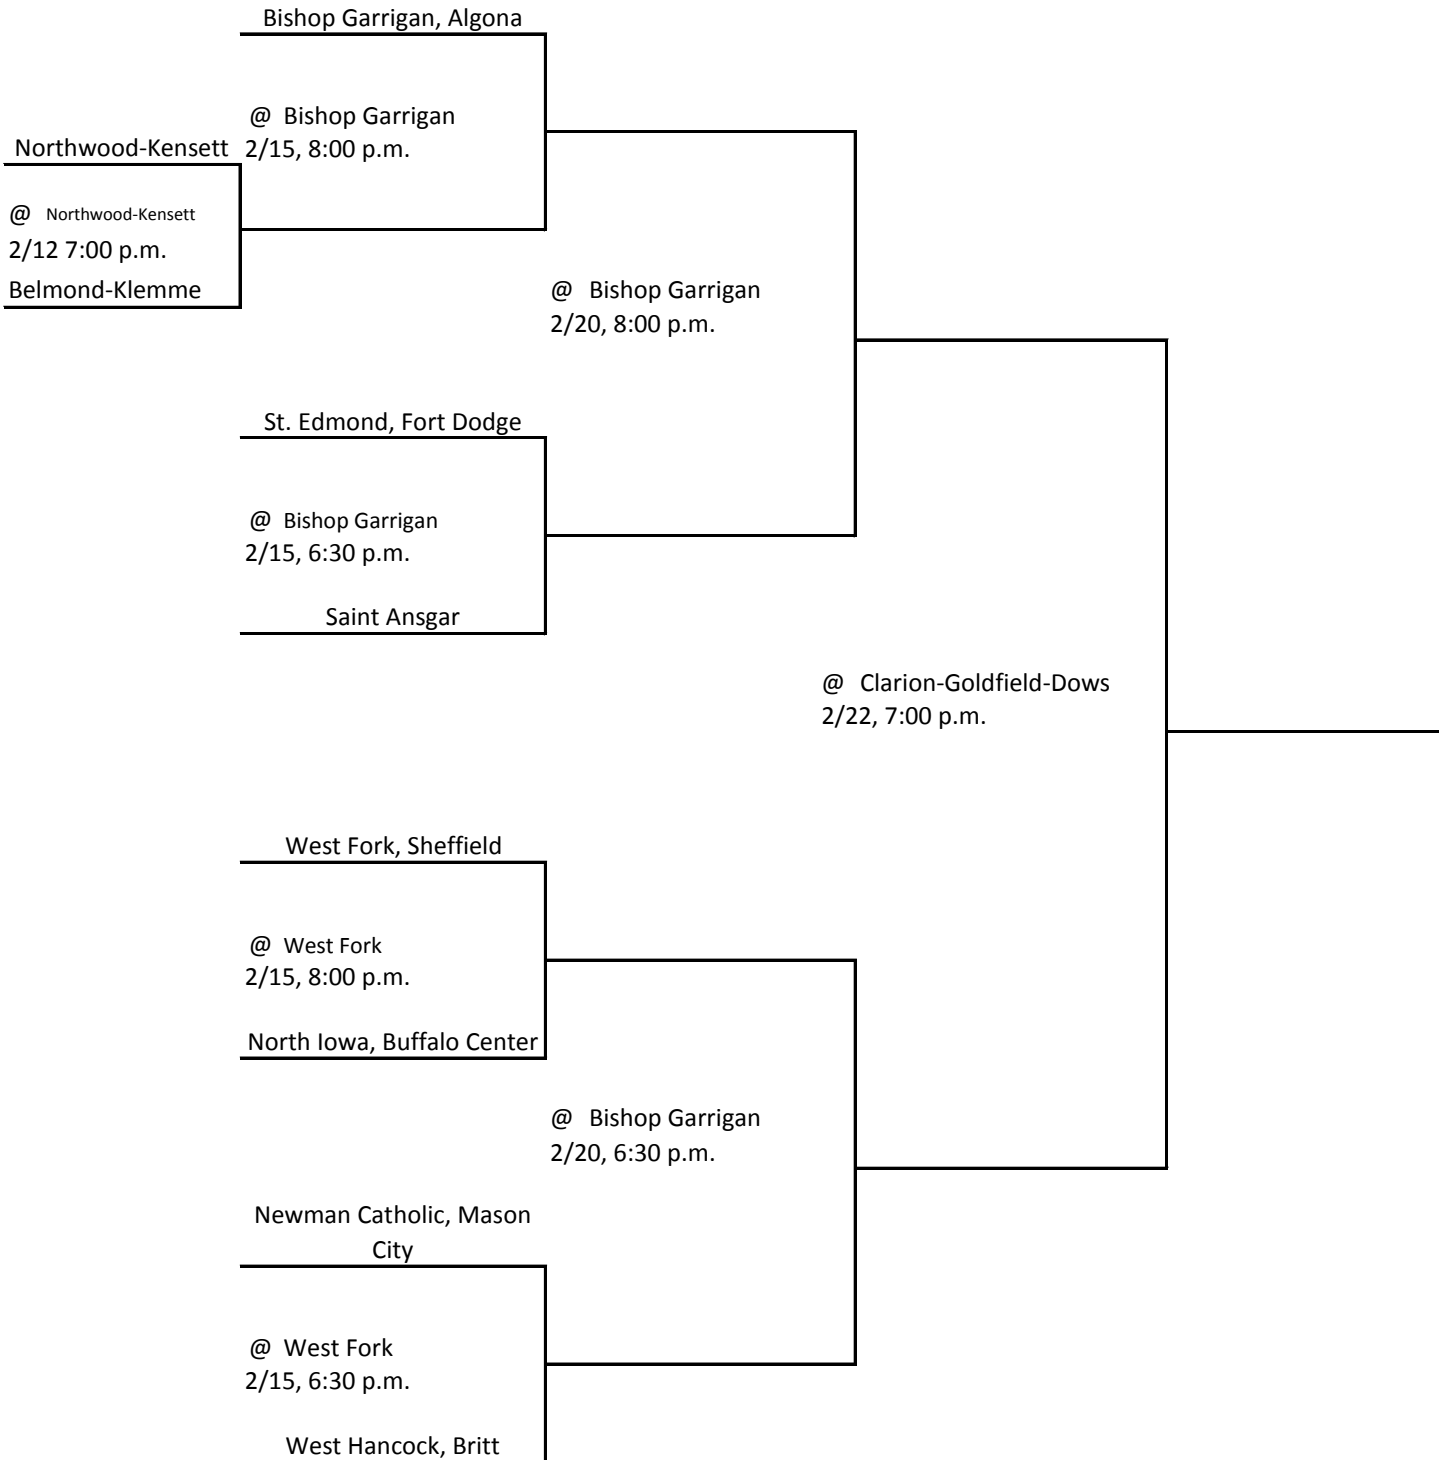 Bishop Garrigan, Algona
@ Bishop Garrigan
2/15, 8:00 p.m.
Northwood-Kensett
@ Northwood-Kensett
2/12 7:00 p.m.
Belmond-Klemme
@ Bishop Garrigan
2/20, 8:00 p.m.
St. Edmond, Fort Dodge
@ Bishop Garrigan
2/15, 6:30 p.m.
Saint Ansgar
@ Clarion-Goldfield-Dows
2/22, 7:00 p.m.
West Fork, Sheffield
@ West Fork
2/15, 8:00 p.m.
North Iowa, Buffalo Center
@ Bishop Garrigan
2/20, 6:30 p.m.
Newman Catholic, Mason
City
@ West Fork
2/15, 6:30 p.m.
West Hancock, Britt